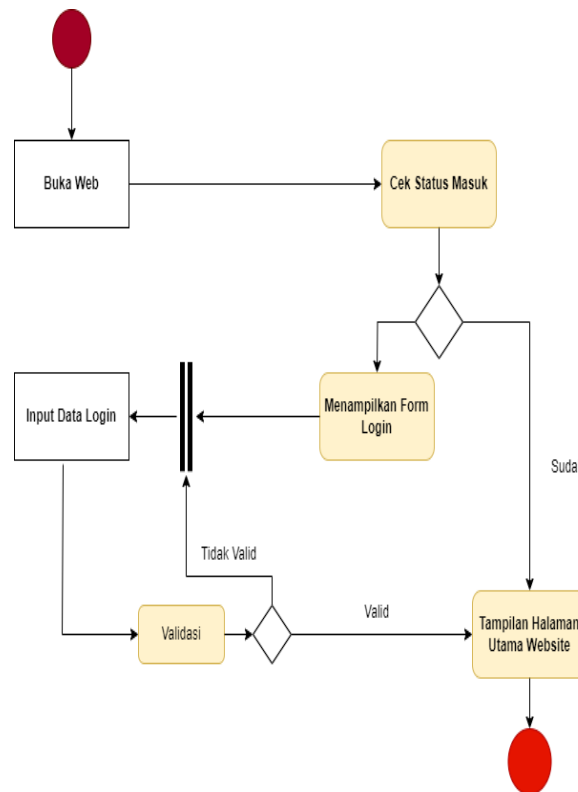 Buka Web
Cek Status Masuk
Menampilkan Form
Login
Input Data Login
Suda
Tidak Valid
Valid
Validasi
Tampilan Halaman
Utama Website